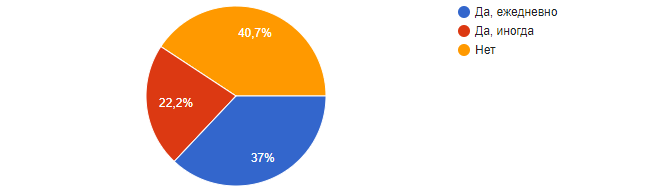 40,7%
22,2%
37%
Да, ежедневно
Да, иногда
Нет